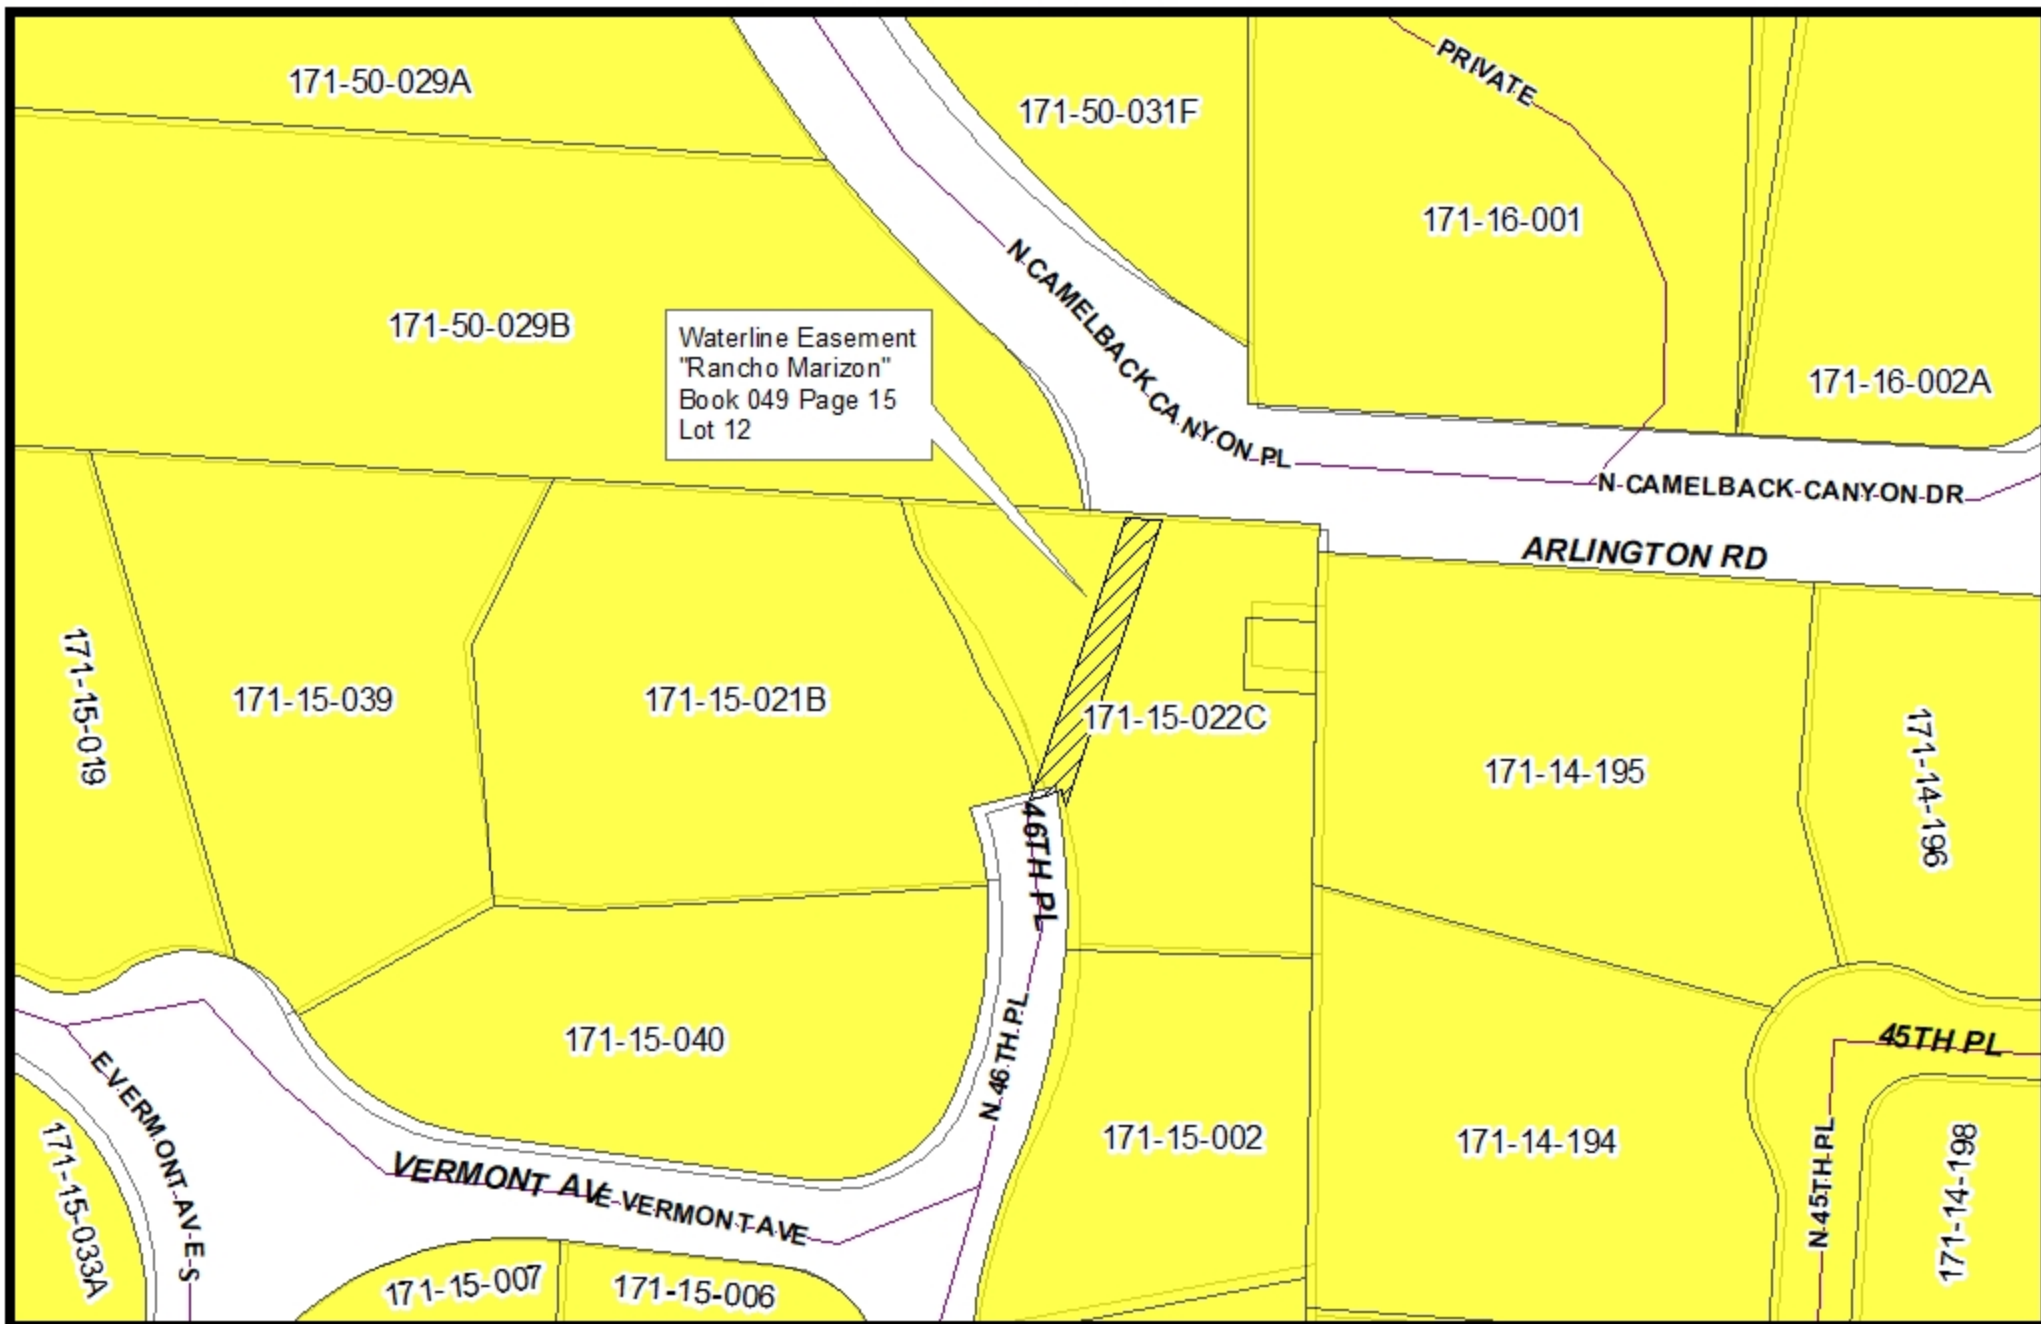 171-50-029A
171-50-031F
PRIVATE
171-16-001
171-50-029B
Waterline Easement
"Rancho Marizon"
Book 049 Page 15
Lot 12
N CAMELBACK CANYON PL
171-16-002A
N CAMELBACK CANYON DR
ARLINGTON RD
171-15-019
171-15-039
171-15-021B
171-15-022C
171-14-195
171-14-196
46TH PL
171-15-040
N 46TH PL
45TH PL
E VERMONT AV E S
171-15-033A
VERMONT AVE
VERMONT AVE
171-15-002
171-14-194
N 45TH PL
171-14-198
171-15-007
171-15-006